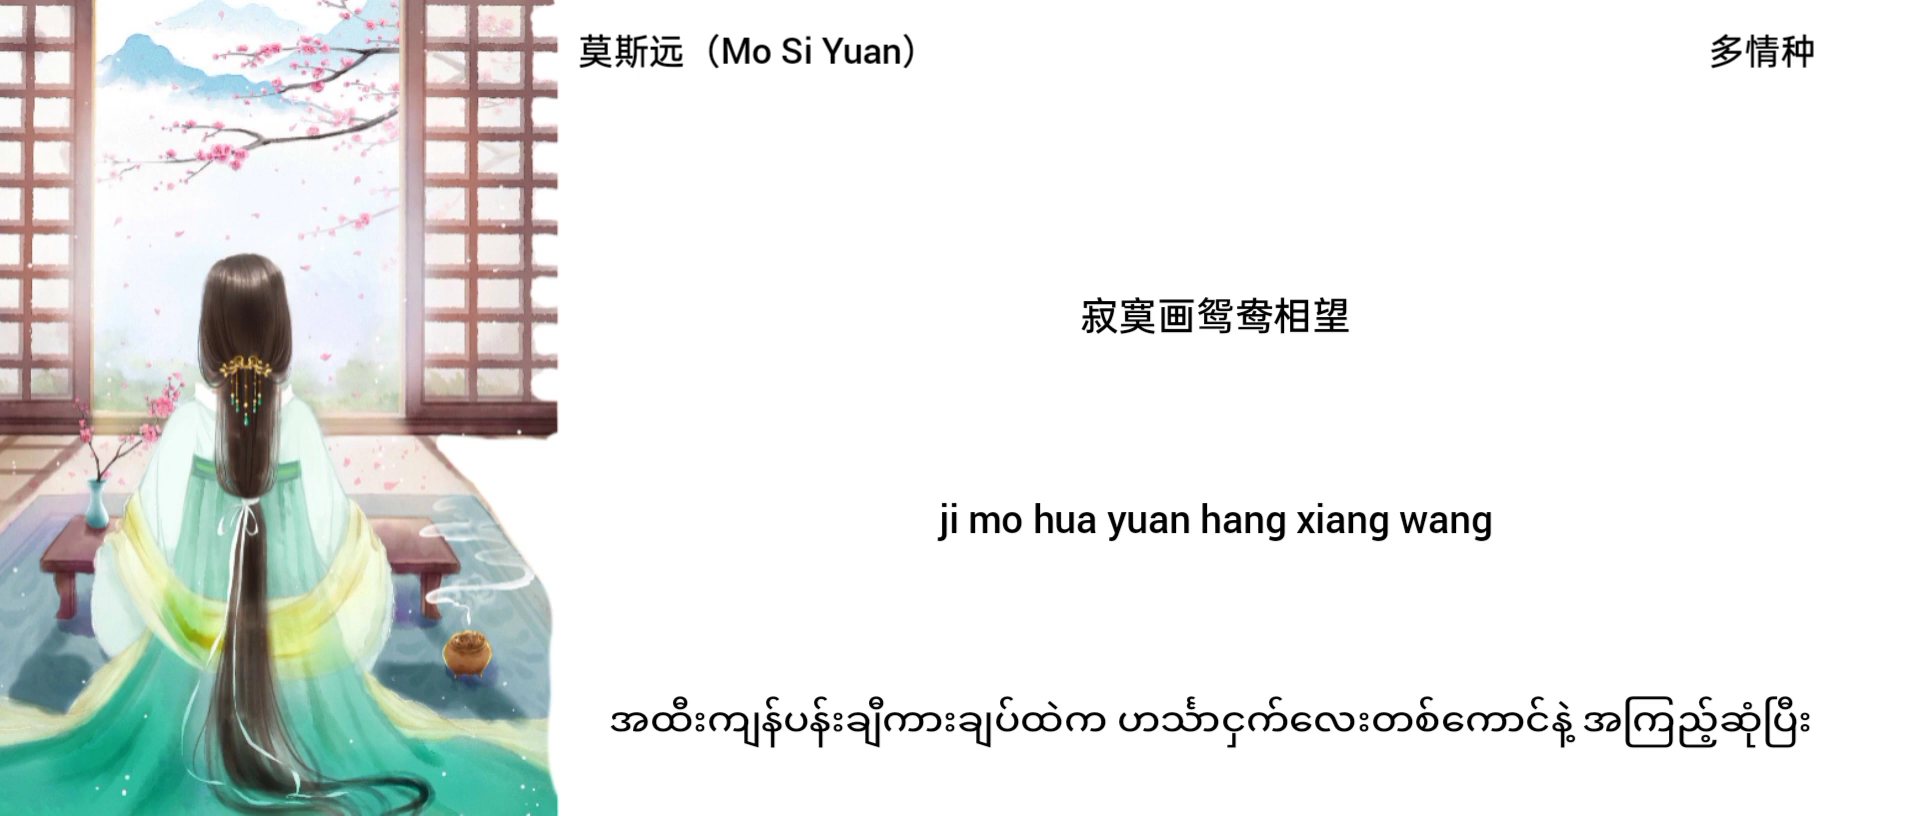 莫斯远（Mo Si Yuan） 多情种
寂寞画鸳鸯相望
ji mo hua yuan hang xiang wang
အထီးကျန်ပန်းချီကားချပ်ထဲက ဟင်္သာငှက်လေးတစ်ကောင်နဲ့ အကြည့်ဆုံပြီး